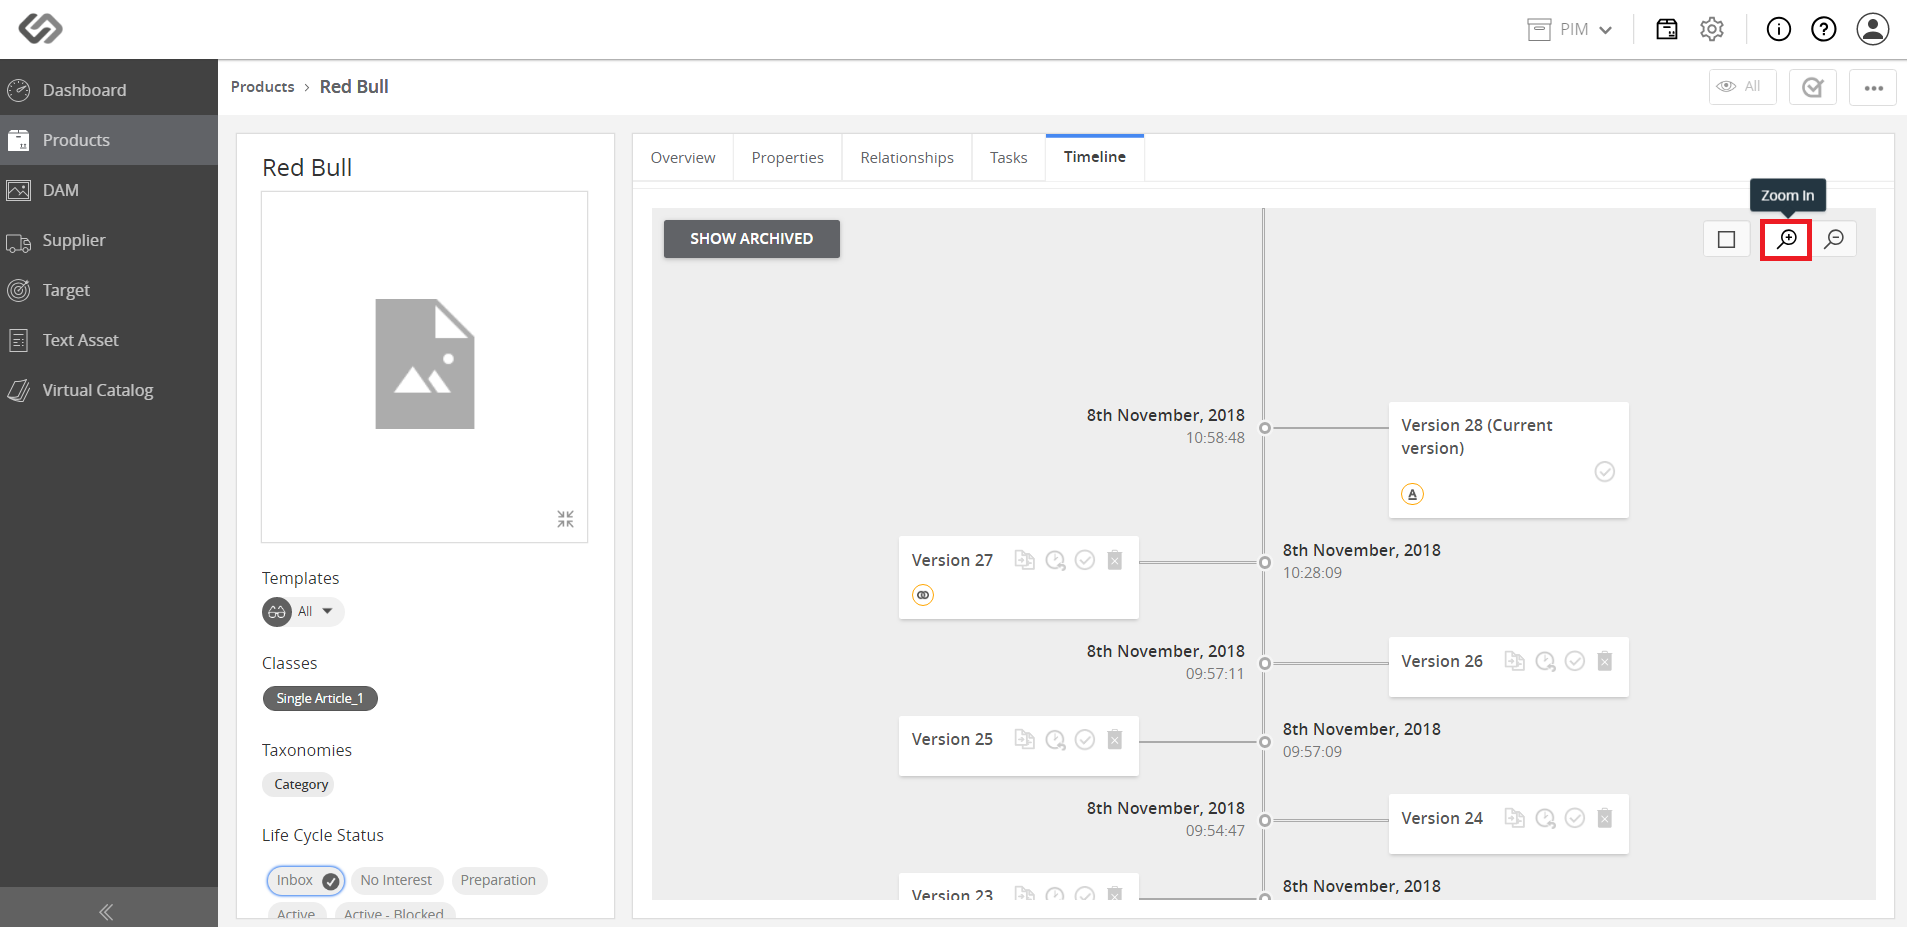 PIM
Dashboard
Products
DAM
Supplier
Target
Text Asset
Virtual Catalog
Products › Red Bull
All
Red Bull
Templates
All
Classes
Single Article_1
Taxonomies
Category
Life Cycle Status
Inbox
No Interest
Preparation
Active
Active - Blocked
Overview
Properties
Relationships
Tasks
Timeline
Zoom In
SHOW ARCHIVED
8th November, 2018
10:58:48
Version 28 (Current
version)
A
Version 27
8th November, 2018
10:28:09
8th November, 2018
09:57:11
Version 26
Version 25
8th November, 2018
09:57:09
8th November, 2018
09:54:47
Version 24
Version 23
8th November, 2018